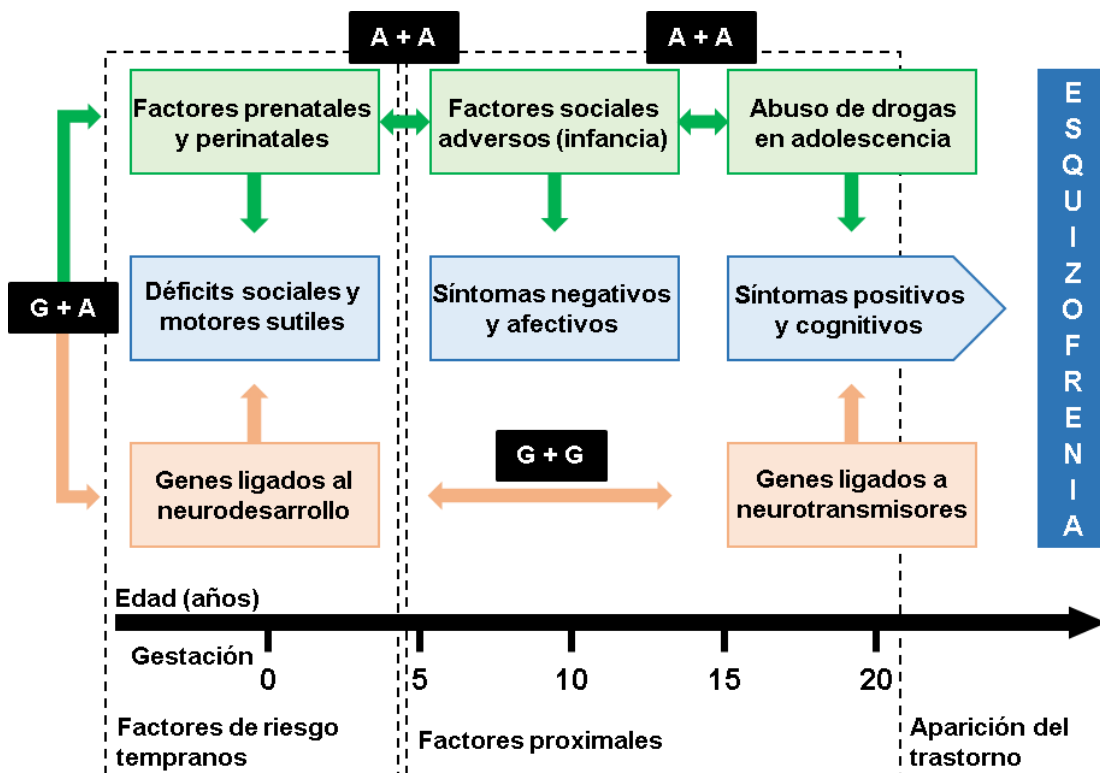 A + A
A + A
Factores prenatales
y perinatales
Factores sociales
adversos (infancia)
Abuso de drogas
en adolescencia
G + A
Déficits sociales y
motores sutiles
Síntomas negativos
y afectivos
Síntomas positivos
y cognitivos
G + G
Genes ligados al
neurodesarrollo
Genes ligados a
neurotransmisores
E
S
Q
U
I
Z
O
F
R
E
N
I
A
Edad (años)
Gestación
0
5
10
15
20
Factores de riesgo
tempranos
Factores proximales
Aparición del
trastorno